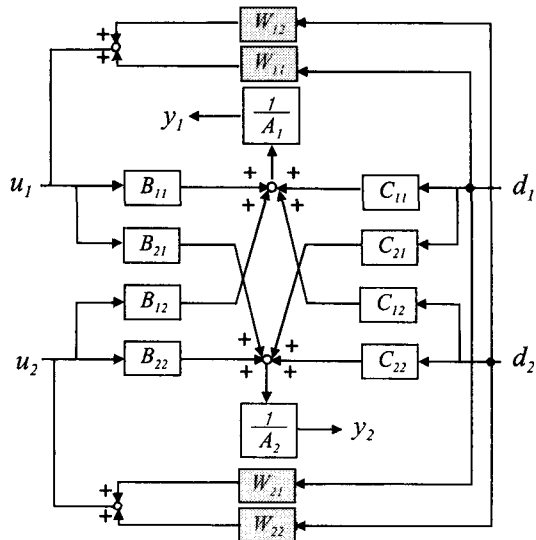 W₁₂
+
+
W₁₁
y₁
1
A₁
+ +
u₁
B₁₁
+ +
C₁₁
d₁
B₂₁
C₂₁
B₁₂
C₁₂
u₂
B₂₂
+ +
+ +
C₂₂
d₂
1
A₂
y₂
W₂₁
+
+
W₂₂